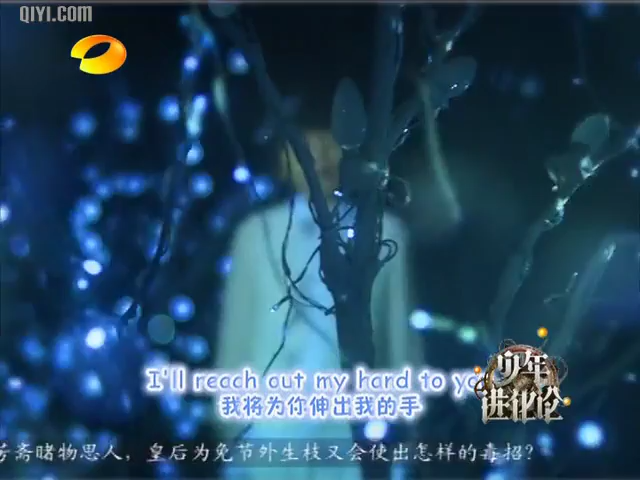 QIYI.COM
I'll reach out my hard to yo
少年
进化论
我将为你伸出我的手
芳斋睹物思人，皇后为免节外生枝又会使出怎样的毒招？